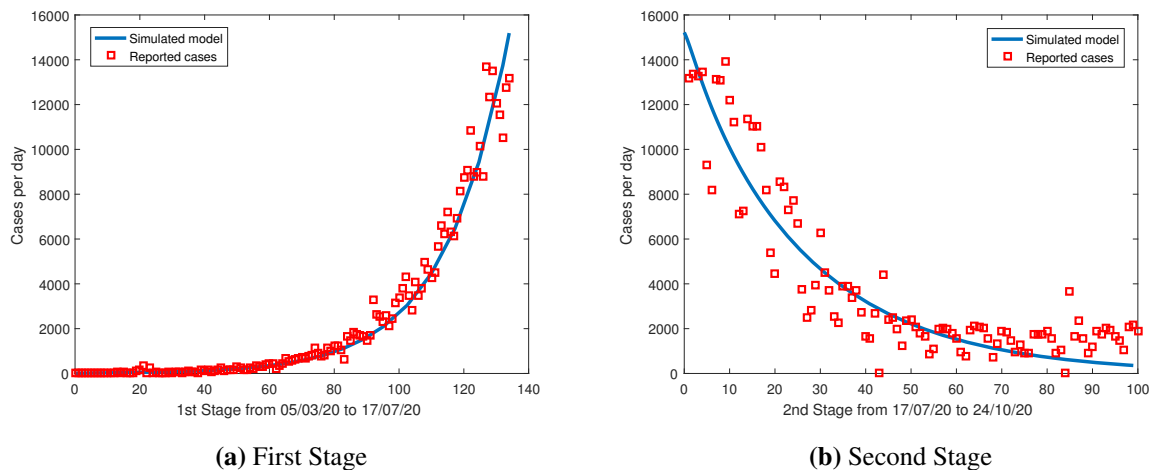 16000
14000
12000
10000
8000
6000
4000
2000
0
Cases per day
Simulated model
Reported cases
0 20 40 60 80 100 120 140
1st Stage from 05/03/20 to 17/07/20
(a) First Stage
16000
14000
12000
10000
8000
6000
4000
2000
0
Cases per day
Simulated model
Reported cases
0 10 20 30 40 50 60 70 80 90 100
2nd Stage from 17/07/20 to 24/10/20
(b) Second Stage